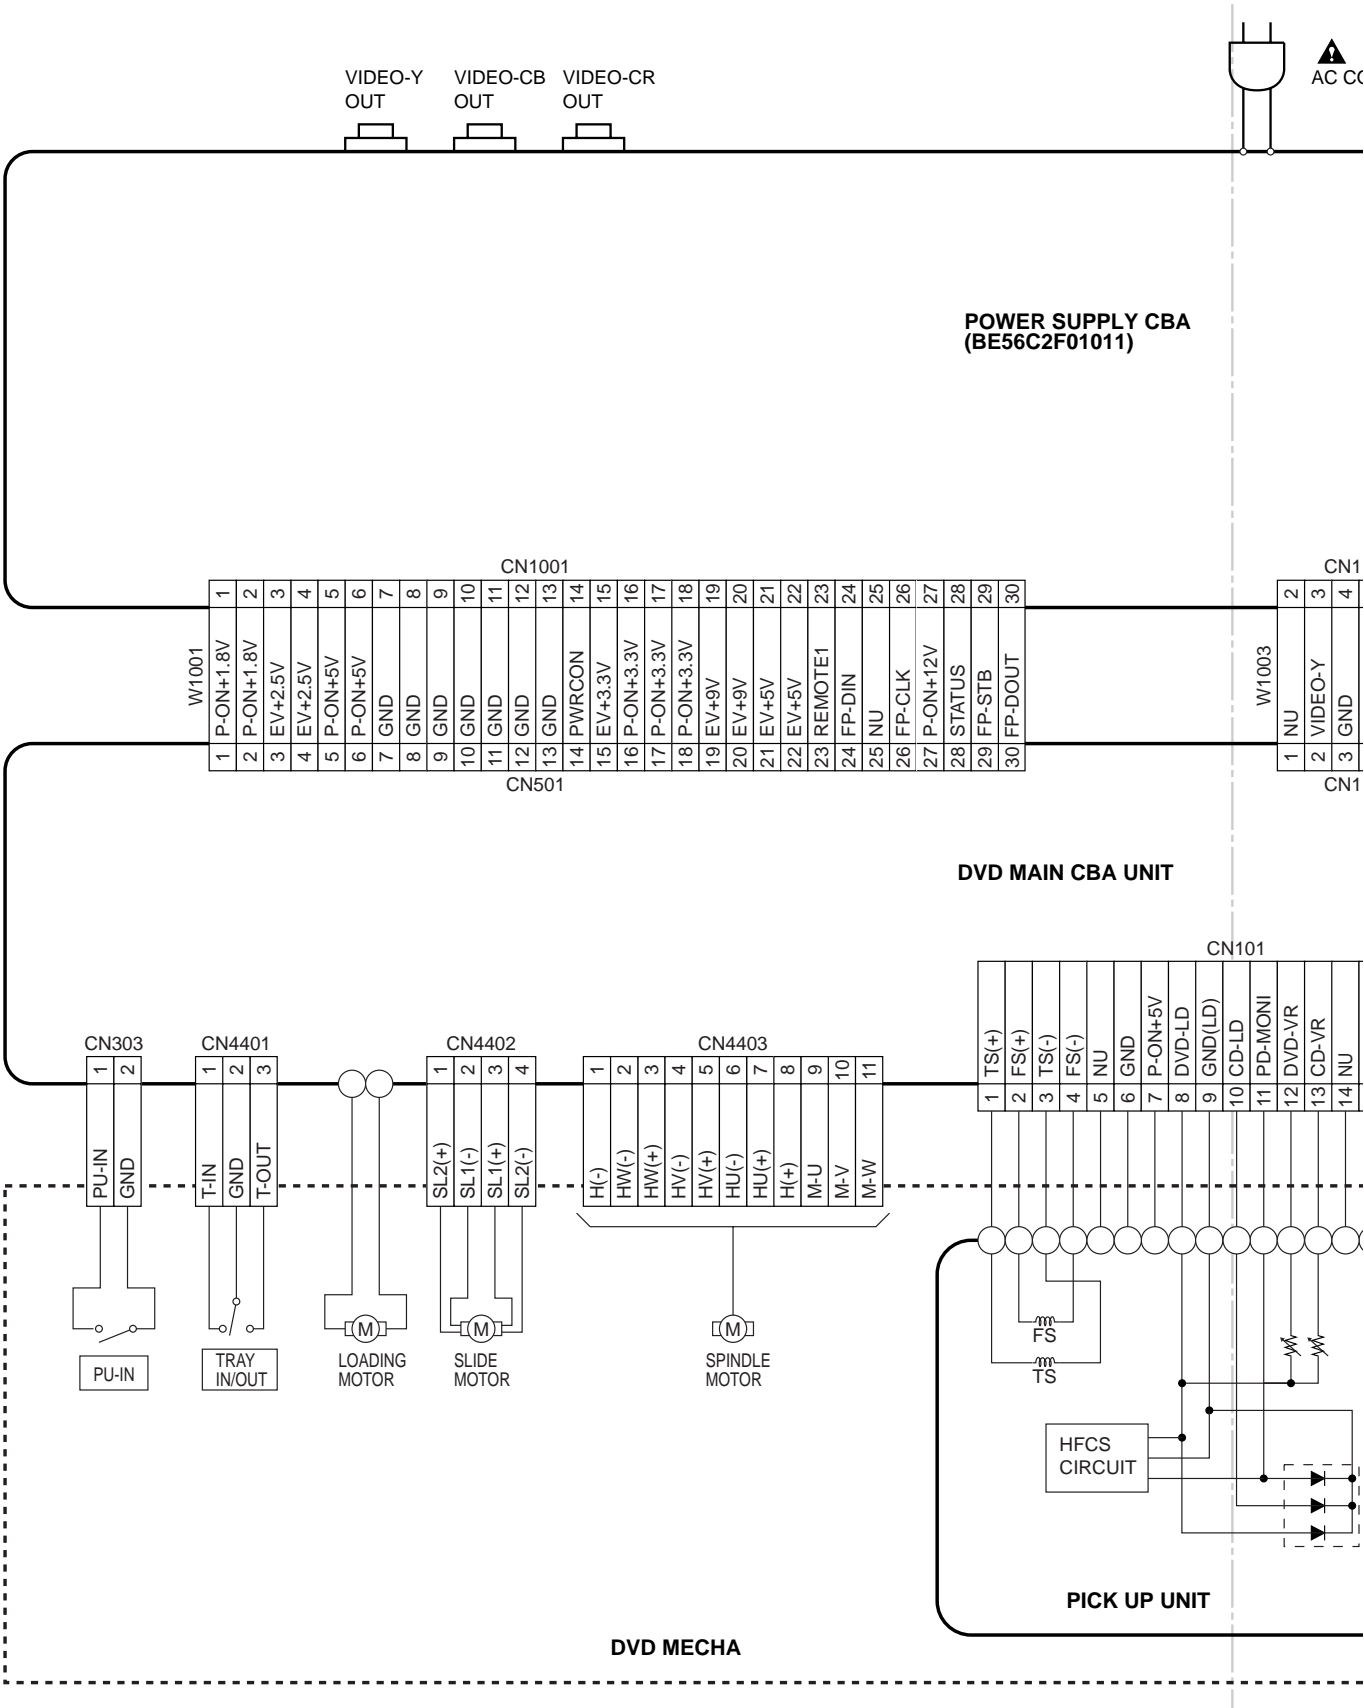 VIDEO-Y
OUT
VIDEO-CB
OUT
VIDEO-CR
OUT
AC
POWER SUPPLY CBA
(BE56C2F01011)
CN1001
1 2 3 4 5 6 7 8 9 10 11 12 13 14 15 16 17 18 19 20 21 22 23 24 25 26 27 28 29 30
W1001
P-ON+1.8V
P-ON+1.8V
EV+2.5V
EV+2.5V
P-ON+5V
P-ON+5V
GND
GND
GND
GND
GND
GND
GND
PWRCON
EV+3.3V
P-ON+3.3V
P-ON+3.3V
P-ON+3.3V
EV+9V
EV+9V
EV+5V
EV+5V
REMOTE1
FP-DIN
NU
FP-CLK
P-ON+12V
STATUS
FP-STB
FP-DOUT
1 2 3 4 5 6 7 8 9 10 11 12 13 14 15 16 17 18 19 20 21 22 23 24 25 26 27 28 29 30
CN501
CN1
2 3 4
W1003
NU
VIDEO-Y
GND
1 2 3
CN1
DVD MAIN CBA UNIT
CN101
TS(+)
FS(+)
TS(-)
FS(-)
NU
GND
P-ON+5V
DVD-LD
GND(LD)
CD-LD
PD-MONI
DVD-VR
CD-VR
NU
1 2 3 4 5 6 7 8 9 10 11 12 13 14
CN303
1 2
PU-IN
GND
CN4401
1 2 3
T-IN
GND
T-OUT
CN4402
1 2 3 4
SL2(+)
SL1(-)
SL1(+)
SL2(-)
CN4403
1 2 3 4 5 6 7 8 9 10 11
H(-)
HW(-)
HW(+)
HV(-)
HV(+)
HU(-)
HU(+)
H(+)
M-U
M-V
M-W
M
M
M
PU-IN
TRAY
IN/OUT
LOADING
MOTOR
SLIDE
MOTOR
SPINDLE
MOTOR
FS
TS
HFCS
CIRCUIT
PICK UP UNIT
DVD MECHA